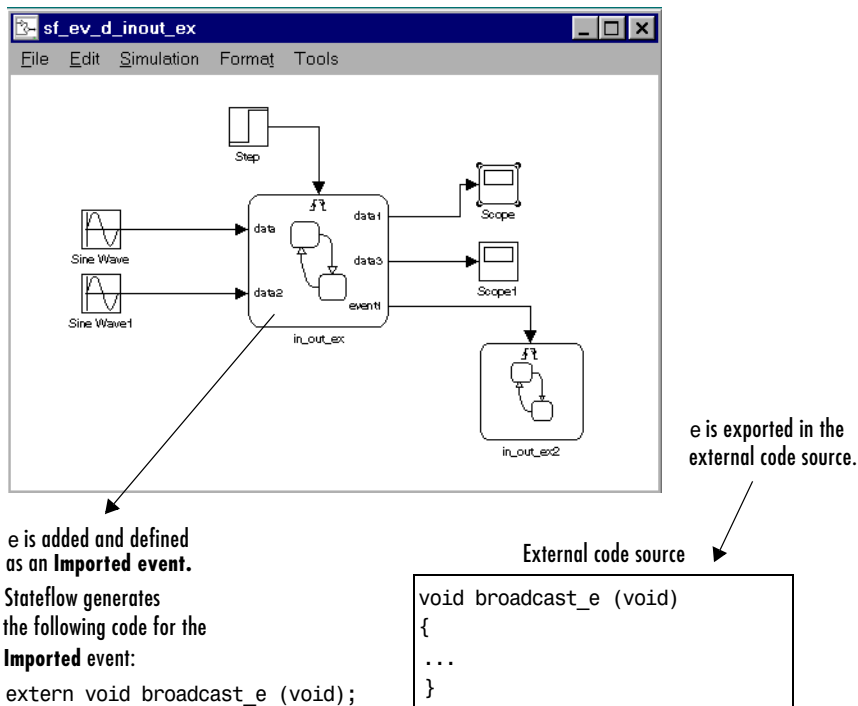 sf_ev_d_inout_ex
File Edit Simulation Format Tools
Step
Sine Wave
Sine Wave1
data
data2
data1
data3
event1
in_out_ex
Scope
Scope1
in_out_ex2
e is exported in the
external code source.
e is added and defined
as an Imported event.
Stateflow generates
the following code for the
Imported event:
extern void broadcast_e (void);
External code source
void broadcast_e (void)
{
...
}